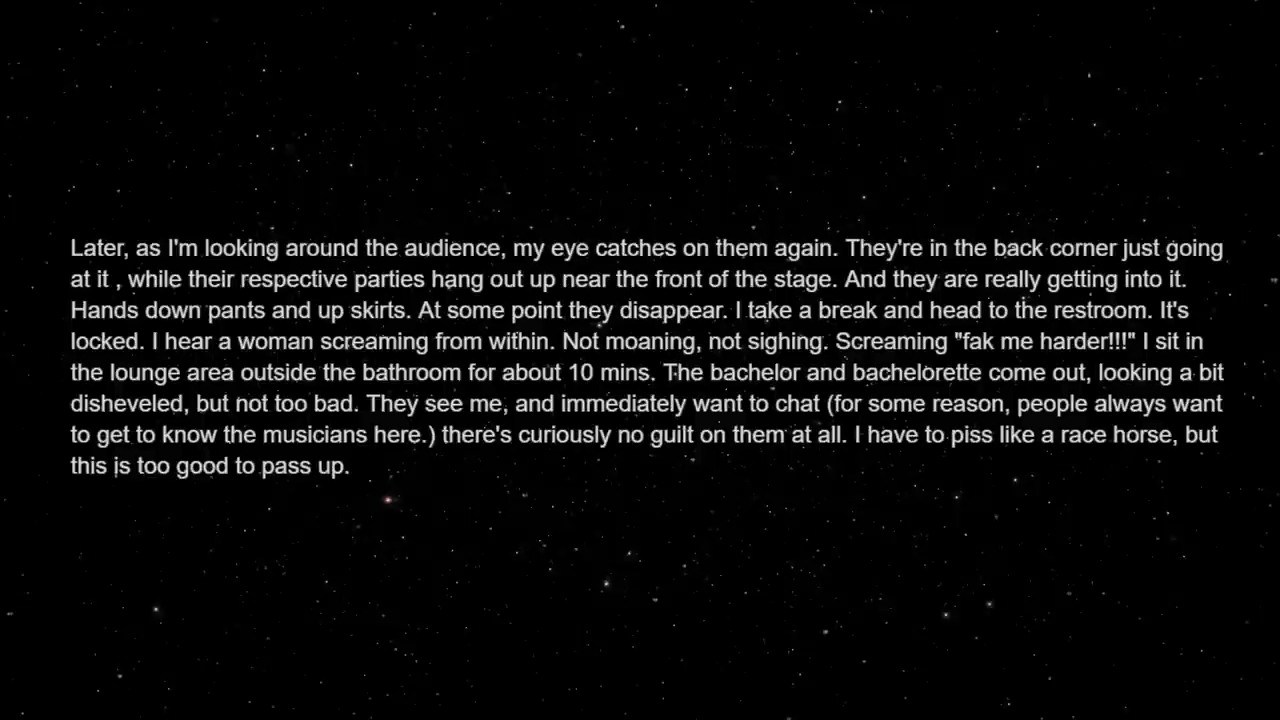 Later, as I'm looking around the audience, my eye catches on them again. They're in the back corner just going
at it , while their respective parties hang out up near the front of the stage. And they are really getting into it.
Hands down pants and up skirts. At some point they disappear. I take a break and head to the restroom. It's
locked. I hear a woman screaming from within. Not moaning, not sighing. Screaming "fak me harder!!!" I sit in
the lounge area outside the bathroom for about 10 mins. The bachelor and bachelorette come out, looking a bit
disheveled, but not too bad. They see me, and immediately want to chat (for some reason, people always want
to get to know the musicians here.) there's curiously no guilt on them at all. I have to piss like a race horse, but
this is too good to pass up.